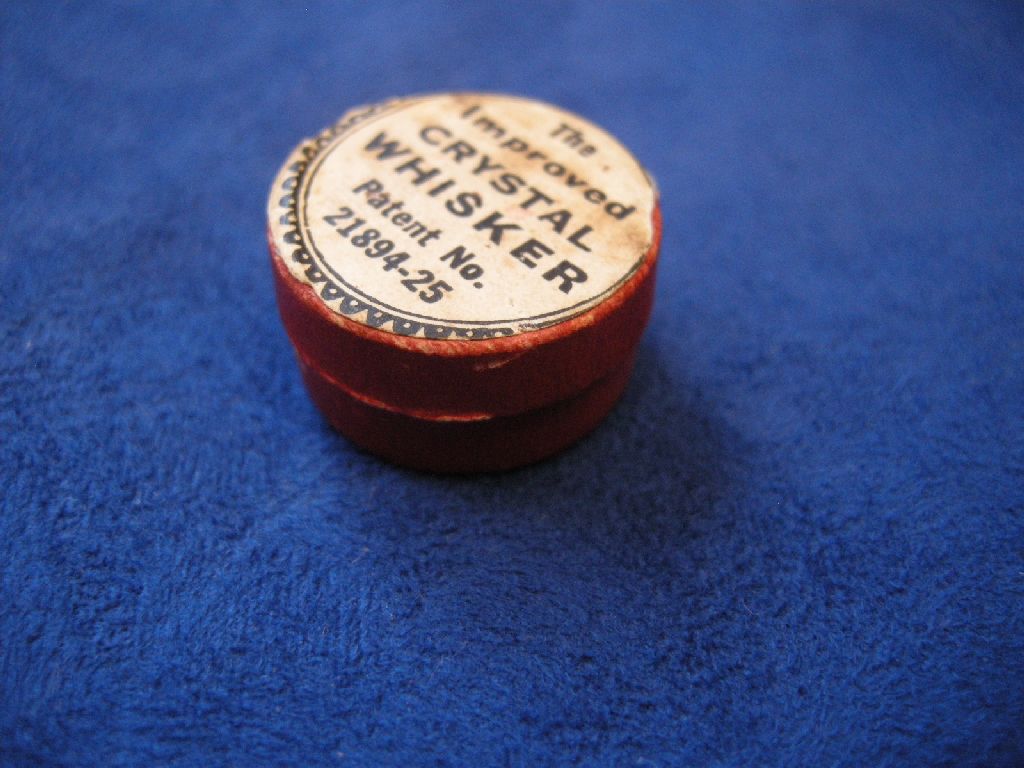 The
Improved
CRYSTAL
WHISKER
Patent No.
21894-25